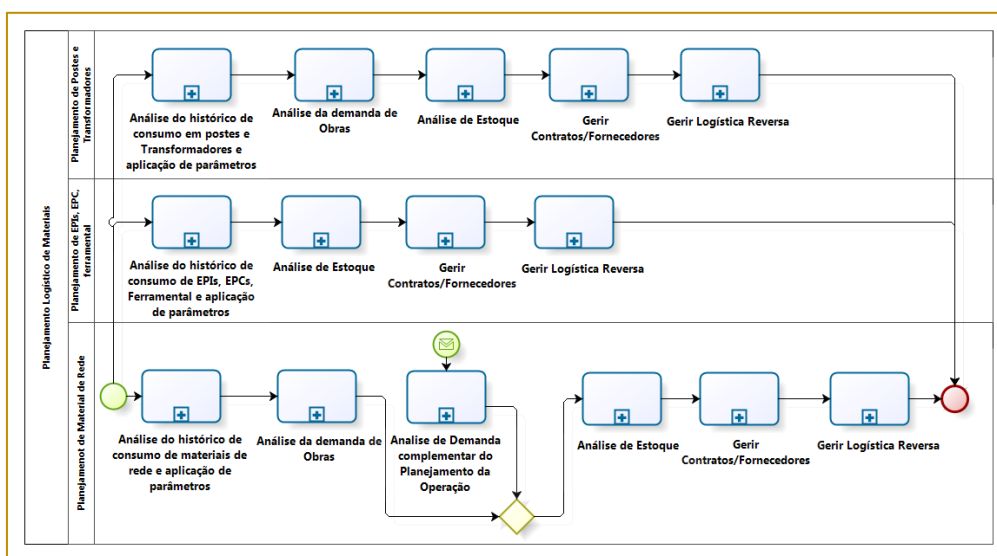 Planejamento Logístico de Materiais
Planejamento de Postes e
Transformadores
Análise do histórico de
consumo em postes e
Transformadores e
aplicação de parâmetros
Análise da demanda de
Obras
Análise de Estoque
Gerir
Contratos/Fornecedores
Gerir Logística Reversa
Planejamento de EPIs, EPC,
ferramental
Análise do histórico de
consumo de EPIs, EPCs,
Ferramental e aplicação
de parâmetros
Análise de Estoque
Gerir
Contratos/Fornecedores
Gerir Logística Reversa
Planejamenot de Material de Rede
Análise do histórico de
consumo de materiais de
rede e aplicação de
parâmetros
Análise da demanda de
Obras
Analise de Demanda
complementar do
Planejamento da
Operação
Análise de Estoque
Gerir
Contratos/Fornecedores
Gerir Logística Reversa